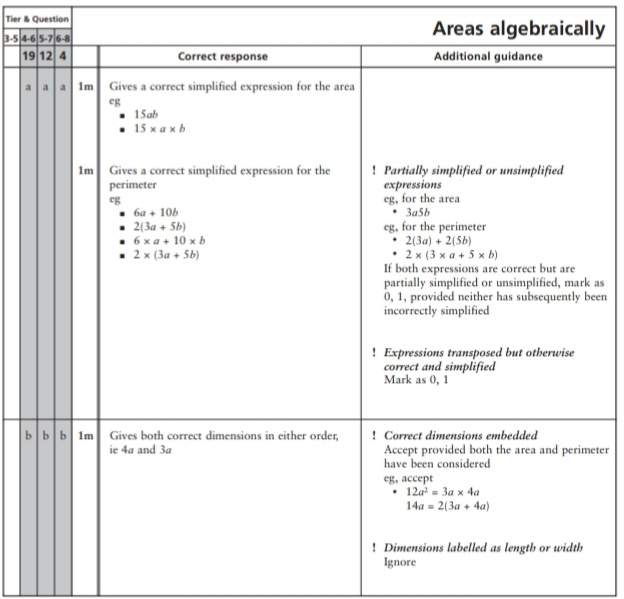 Tier & Question
Areas algebraically
3-5 4-6 5-7 6-8
19 12 4
Correct response
Additional guidance
a a a 1m Gives a correct simplified expression for the area
eg
▪ 15ab
▪ 15 × a × b
1m Gives a correct simplified expression for the
perimeter
eg
▪ 6a + 10b
▪ 2(3a + 5b)
▪ 6 × a + 10 × b
▪ 2 × (3a + 5b)
! Partially simplified or unsimplified
expressions
eg, for the area
• 3a5b
eg, for the perimeter
• 2(3a) + 2(5b)
• 2 × (3 × a + 5 × b)
If both expressions are correct but are
partially simplified or unsimplified, mark as
0, 1, provided neither has subsequently been
incorrectly simplified
! Expressions transposed but otherwise
correct and simplified
Mark as 0, 1
b b b 1m Gives both correct dimensions in either order,
ie 4a and 3a
! Correct dimensions embedded
Accept provided both the area and perimeter
have been considered
eg, accept
• 12a² = 3a × 4a
14a = 2(3a + 4a)
! Dimensions labelled as length or width
Ignore